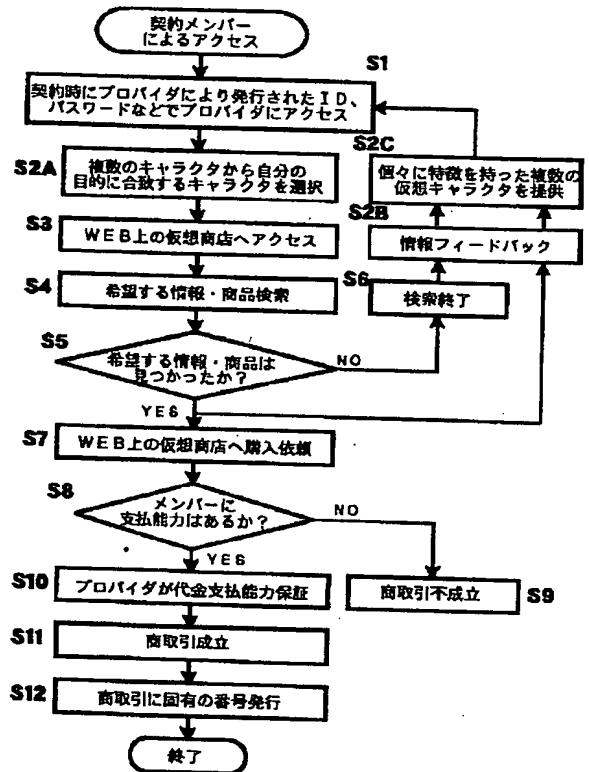 契約メンバー
によるアクセス
S1
契約時にプロバイダにより発行されたID、
パスワードなどでプロバイダにアクセス
S2A
複数のキャラクタから自分の
目的に合致するキャラクタを選択
S2C
個々に特徴を持った複数の
仮想キャラクタを提供
S3
WEB上の仮想商店へアクセス
S2B
情報フィードバック
S4
希望する情報・商品検索
S6
検索終了
S5
希望する情報・商品は
見つかったか?
NO
YES
S7
WEB上の仮想商店へ購入依頼
S8
メンバーに
支払能力はあるか?
NO
YES
S10
プロバイダが代金支払能力保証
商取引不成立
S9
S11
商取引成立
S12
商取引に固有の番号発行
終了